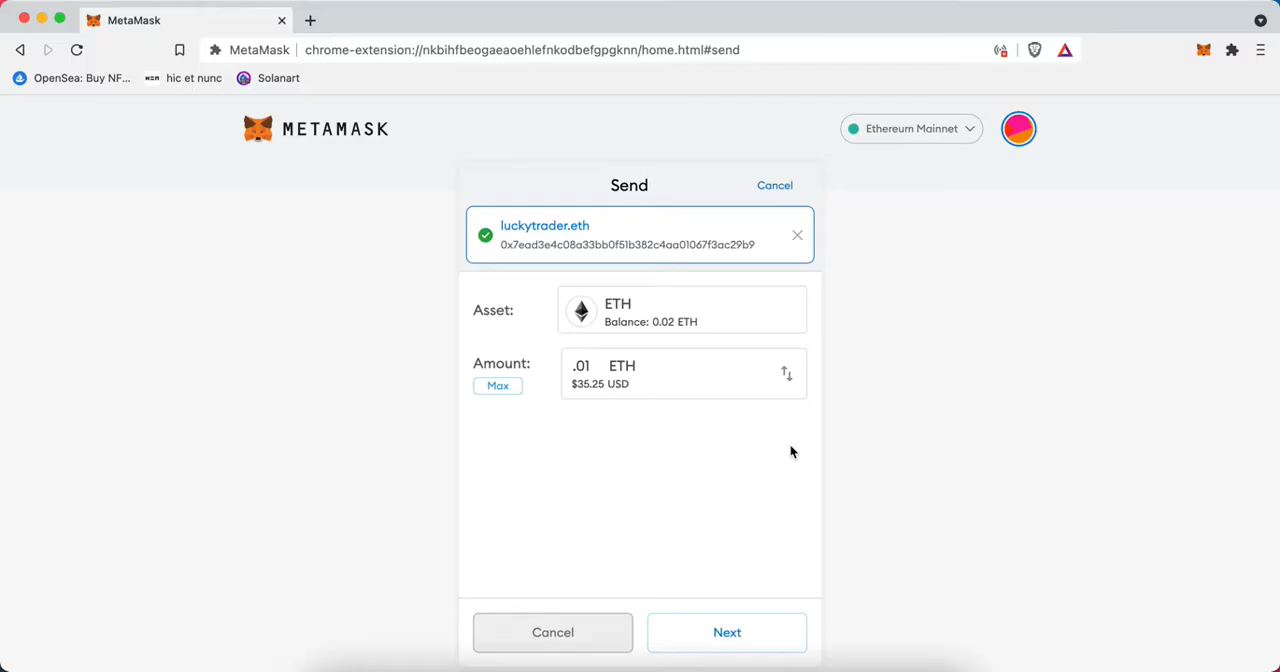 MetaMask
MetaMask chrome-extension://nkbihfbeogaeaoehlefnkodbefgpgknn/home.html#send
OpenSea: Buy NF... hic et nunc Solanart
METAMASK
Ethereum Mainnet
Send
Cancel
luckytrader.eth
0x7ead3e4c08a33bb0f51b382c4aa01067f3ac29b9
Asset:
ETH
Balance: 0.02 ETH
Amount:
Max
.01 ETH
$35.25 USD
Cancel
Next